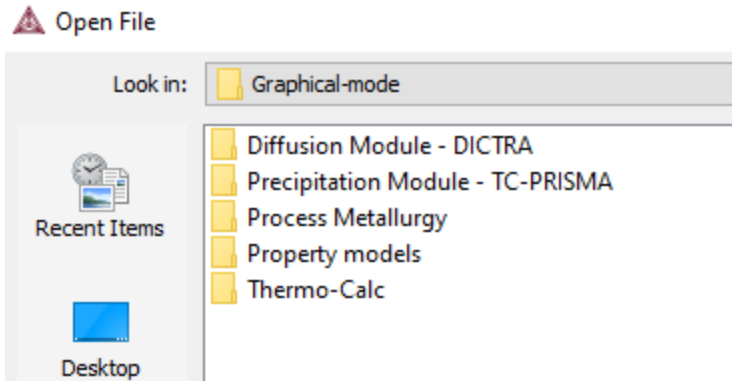 Open File
Look in: Graphical-mode
Diffusion Module - DICTRA
Precipitation Module - TC-PRISMA
Process Metallurgy
Property models
Thermo-Calc
Recent Items
Desktop